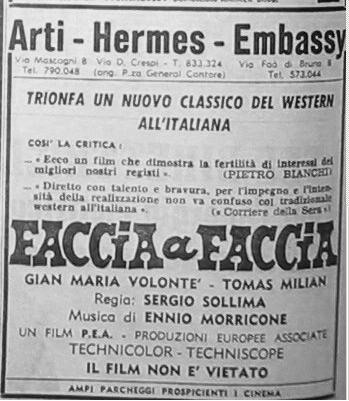 Arti - Hermes - Embassy
Via Mascagni 8 Via D. Crespi - T. 833.324 Via Faà di Bruno 8
Tel. 790.048 (ang. P.za General Cantore) Tel. 573.044
TRIONFA UN NUOVO CLASSICO DEL WESTERN
ALL'ITALIANA
COSI' LA CRITICA :
... « Ecco un film che dimostra la fertilità di interessi dei
migliori nostri registi ». (PIETRO BIANCHI)
... « Diretto con talento e bravura, per l'impegno e l'inten-
sità della realizzazione non va confuso col tradizionale
western all'italiana ». (« Corriere della Sera »)
FACCiA a FACCiA
GIAN MARIA VOLONTE' - TOMAS MILIAN
Regia: SERGIO SOLLIMA
Musica di ENNIO MORRICONE
UN FILM P.E.A. - PRODUZIONI EUROPEE ASSOCIATE
TECHNICOLOR - TECHNISCOPE
IL FILM NON E' VIETATO
AMPI PARCHEGGI PROSPICIENTI I CINEMA